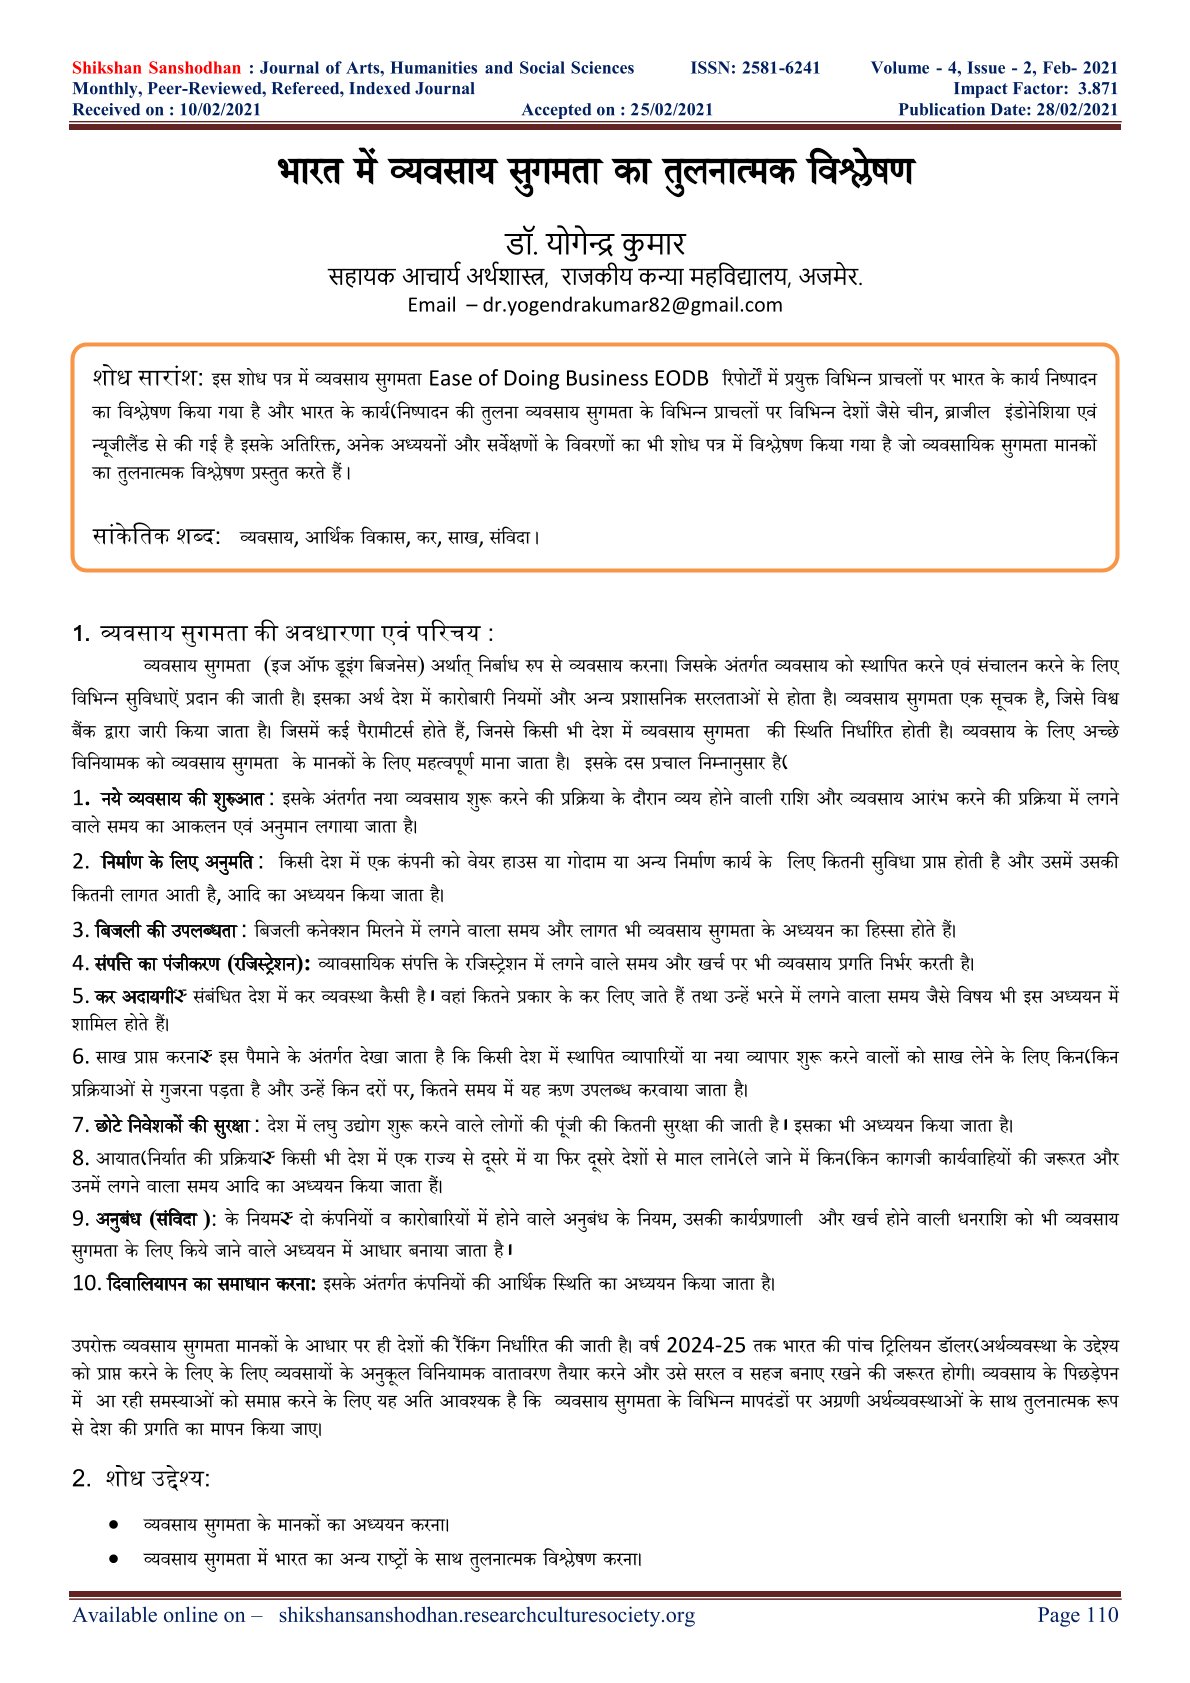 Shikshan Sanshodhan : Journal of Arts, Humanities and Social Sciences ISSN: 2581-6241 Volume - 4, Issue - 2, Feb- 2021
Monthly, Peer-Reviewed, Refereed, Indexed Journal Impact Factor: 3.871
Received on : 10/02/2021 Accepted on : 25/02/2021 Publication Date: 28/02/2021
भारत में व्यवसाय सुगमता का तुलनात्मक विश्लेषण
डॉ. योगेन्द्र कुमार
सहायक आचार्य अर्थशास्त्र, राजकीय कन्या महविद्यालय, अजमेर.
Email – dr.yogendrakumar82@gmail.com
शोध सारांश: इस शोध पत्र में व्यवसाय सुगमता Ease of Doing Business EODB रिपोर्टों में प्रयुक्त विभिन्न प्राचलों पर भारत के कार्य निष्पादन
का विश्लेषण किया गया है और भारत के कार्य(निष्पादन की तुलना व्यवसाय सुगमता के विभिन्न प्राचलों पर विभिन्न देशों जैसे चीन, ब्राजील इंडोनेशिया एवं
न्यूजीलैंड से की गई है इसके अतिरिक्त, अनेक अध्ययनों और सर्वेक्षणों के विवरणों का भी शोध पत्र में विश्लेषण किया गया है जो व्यवसायिक सुगमता मानकों
का तुलनात्मक विश्लेषण प्रस्तुत करते हैं।
सांकेतिक शब्द: व्यवसाय, आर्थिक विकास, कर, साख, संविदा।
1. व्यवसाय सुगमता की अवधारणा एवं परिचय :
व्यवसाय सुगमता (इज ऑफ डूइंग बिजनेस) अर्थात् निर्बाध रुप से व्यवसाय करना। जिसके अंतर्गत व्यवसाय को स्थापित करने एवं संचालन करने के लिए
विभिन्न सुविधाऐं प्रदान की जाती है। इसका अर्थ देश में कारोबारी नियमों और अन्य प्रशासनिक सरलताओं से होता है। व्यवसाय सुगमता एक सूचक है, जिसे विश्व
बैंक द्वारा जारी किया जाता है। जिसमें कई पैरामीटर्स होते हैं, जिनसे किसी भी देश में व्यवसाय सुगमता की स्थिति निर्धारित होती है। व्यवसाय के लिए अच्छे
विनियामक को व्यवसाय सुगमता के मानकों के लिए महत्वपूर्ण माना जाता है। इसके दस प्रचाल निम्नानुसार है(
1. नये व्यवसाय की शुरुआत : इसके अंतर्गत नया व्यवसाय शुरू करने की प्रक्रिया के दौरान व्यय होने वाली राशि और व्यवसाय आरंभ करने की प्रक्रिया में लगने
वाले समय का आकलन एवं अनुमान लगाया जाता है।
2. निर्माण के लिए अनुमति : किसी देश में एक कंपनी को वेयर हाउस या गोदाम या अन्य निर्माण कार्य के लिए कितनी सुविधा प्राप्त होती है और उसमें उसकी
कितनी लागत आती है, आदि का अध्ययन किया जाता है।
3. बिजली की उपलब्धता : बिजली कनेक्शन मिलने में लगने वाला समय और लागत भी व्यवसाय सुगमता के अध्ययन का हिस्सा होते हैं।
4. संपत्ति का पंजीकरण (रजिस्ट्रेशन): व्यावसायिक संपत्ति के रजिस्ट्रेशन में लगने वाले समय और खर्च पर भी व्यवसाय प्रगति निर्भर करती है।
5. कर अदायगीरू संबंधित देश में कर व्यवस्था कैसी है। वहां कितने प्रकार के कर लिए जाते हैं तथा उन्हें भरने में लगने वाला समय जैसे विषय भी इस अध्ययन में
शामिल होते हैं।
6. साख प्राप्त करनारू इस पैमाने के अंतर्गत देखा जाता है कि किसी देश में स्थापित व्यापारियों या नया व्यापार शुरू करने वालों को साख लेने के लिए किन(किन
प्रक्रियाओं से गुजरना पड़ता है और उन्हें किन दरों पर, कितने समय में यह ऋण उपलब्ध करवाया जाता है।
7. छोटे निवेशकों की सुरक्षा : देश में लघु उद्योग शुरू करने वाले लोगों की पूंजी की कितनी सुरक्षा की जाती है। इसका भी अध्ययन किया जाता है।
8. आयात(निर्यात की प्रक्रियारू किसी भी देश में एक राज्य से दूसरे में या फिर दूसरे देशों से माल लाने(ले जाने में किन(किन कागजी कार्यवाहियों की जरूरत और
उनमें लगने वाला समय आदि का अध्ययन किया जाता हैं।
9. अनुबंध (संविदा ): के नियमरू दो कंपनियों व कारोबारियों में होने वाले अनुबंध के नियम, उसकी कार्यप्रणाली और खर्च होने वाली धनराशि को भी व्यवसाय
सुगमता के लिए किये जाने वाले अध्ययन में आधार बनाया जाता है।
10. दिवालियापन का समाधान करना: इसके अंतर्गत कंपनियों की आर्थिक स्थिति का अध्ययन किया जाता है।
उपरोक्त व्यवसाय सुगमता मानकों के आधार पर ही देशों की रैंकिंग निर्धारित की जाती है। वर्ष 2024-25 तक भारत की पांच ट्रिलियन डॉलर(अर्थव्यवस्था के उद्देश्य
को प्राप्त करने के लिए के लिए व्यवसायों के अनुकूल विनियामक वातावरण तैयार करने और उसे सरल व सहज बनाए रखने की जरूरत होगी। व्यवसाय के पिछड़ेपन
में आ रही समस्याओं को समाप्त करने के लिए यह अति आवश्यक है कि व्यवसाय सुगमता के विभिन्न मापदंडों पर अग्रणी अर्थव्यवस्थाओं के साथ तुलनात्मक रूप
से देश की प्रगति का मापन किया जाए।
2. शोध उद्देश्य:
• व्यवसाय सुगमता के मानकों का अध्ययन करना।
• व्यवसाय सुगमता में भारत का अन्य राष्ट्रों के साथ तुलनात्मक विश्लेषण करना।
Available online on – shikshansanshodhan.researchculturesociety.org Page 110